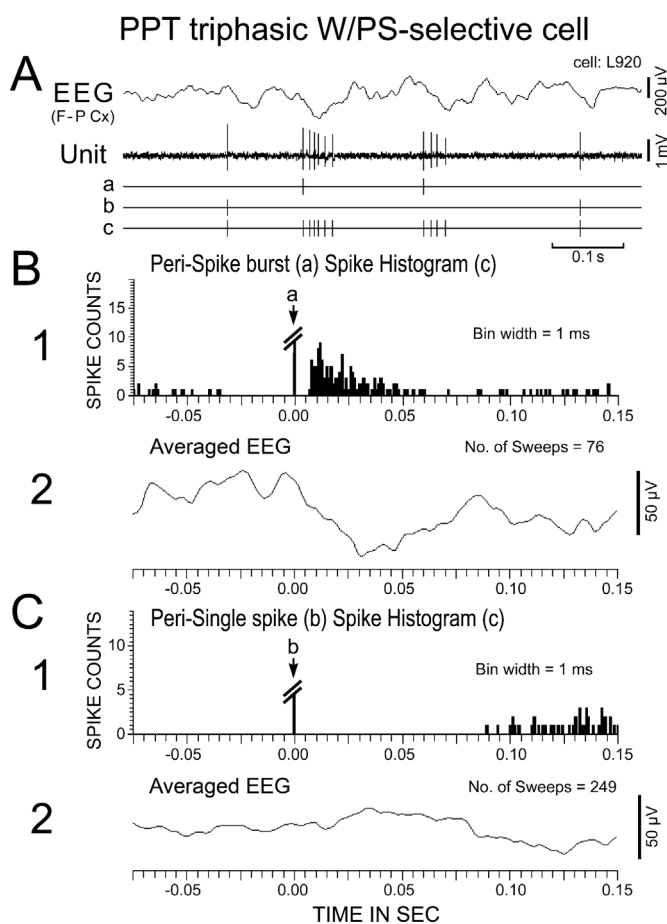 PPT triphasic W/PS-selective cell
A
cell: L920
EEG
(F-P Cx)
200 µV
Unit
1 mV
a
b
c
0.1 s
B
Peri-Spike burst (a) Spike Histogram (c)
1
SPIKE COUNTS
15
10
5
0
a
Bin width = 1 ms
-0.05 0.00 0.05 0.10 0.15
2
Averaged EEG
No. of Sweeps = 76
50 µV
-0.05 0.00 0.05 0.10 0.15
C
Peri-Single spike (b) Spike Histogram (c)
1
SPIKE COUNTS
10
5
0
b
Bin width = 1 ms
-0.05 0.00 0.05 0.10 0.15
2
Averaged EEG
No. of Sweeps = 249
50 µV
-0.05 0.00 0.05 0.10 0.15
TIME IN SEC